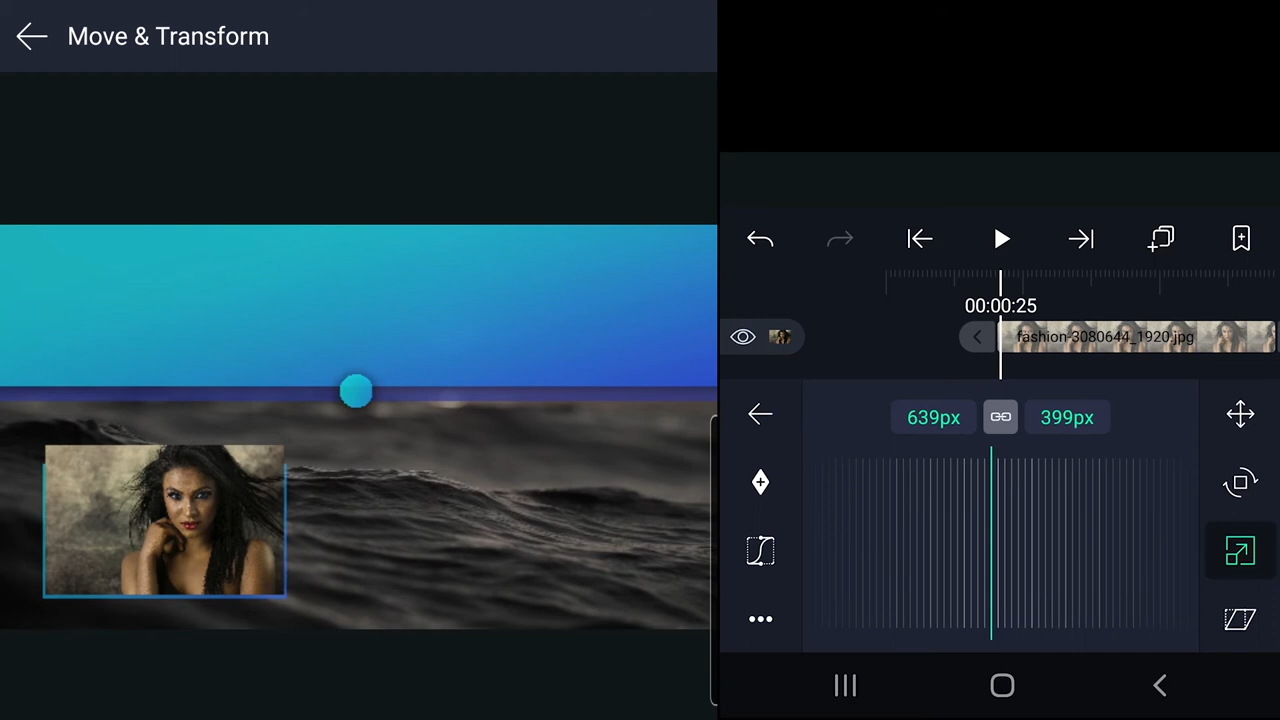 Move & Transform
00:00:25
fashion-3080644_1920.jpg
639px
399px